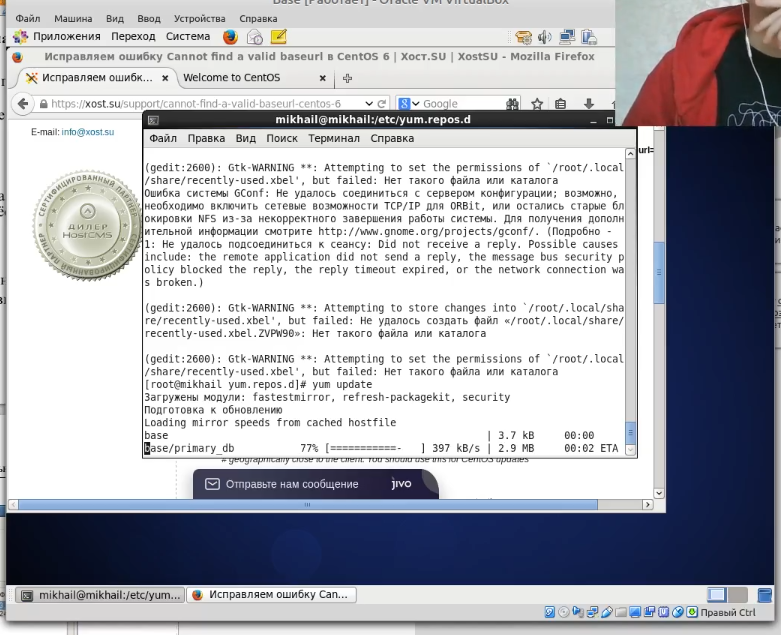 Base [Работает] - Oracle VM VirtualBox
Файл Машина Вид Ввод Устройства Справка
Приложения Переход Система
Исправляем ошибку Cannot find a valid baseurl в CentOS 6 | Хост.SU | XostSU - Mozilla Firefox
Исправляем ошибк... Welcome to CentOS
https://xost.su/support/cannot-find-a-valid-baseurl-centos-6 Google
E-mail: info@xost.su
СЕРТИФИЦИРОВАННЫЙ ПАРТНЕР
ДИЛЕР
HostCMS
mikhail@mikhail:/etc/yum.repos.d
Файл Правка Вид Поиск Терминал Справка
url=
(gedit:2600): Gtk-WARNING **: Attempting to set the permissions of `/root/.local
/share/recently-used.xbel', but failed: Нет такого файла или каталога
Ошибка системы GConf: Не удалось соединиться с сервером конфигурации; возможно,
необходимо включить сетевые возможности TCP/IP для ORBit, или остались старые бл
окировки NFS из-за некорректного завершения работы системы. Для получения дополн
ительной информации смотрите http://www.gnome.org/projects/gconf/. (Подробно -
1: Не удалось подсоединиться к сеансу: Did not receive a reply. Possible causes
include: the remote application did not send a reply, the message bus security p
olicy blocked the reply, the reply timeout expired, or the network connection wa
s broken.)
(gedit:2600): Gtk-WARNING **: Attempting to store changes into `/root/.local/sha
re/recently-used.xbel', but failed: Не удалось создать файл «/root/.local/share/
recently-used.xbel.ZVPW90»: Нет такого файла или каталога
(gedit:2600): Gtk-WARNING **: Attempting to set the permissions of `/root/.local
/share/recently-used.xbel', but failed: Нет такого файла или каталога
[root@mikhail yum.repos.d]# yum update
Загружены модули: fastestmirror, refresh-packagekit, security
Подготовка к обновлению
Loading mirror speeds from cached hostfile
base | 3.7 kB 00:00
base/primary_db 77% [===========- ] 397 kB/s | 2.9 MB 00:02 ETA
# geographically close to the client. You should use this for CentOS updates
Отправьте нам сообщение jivo
mikhail@mikhail:/etc/yum... Исправляем ошибку Can...
Правый Ctrl